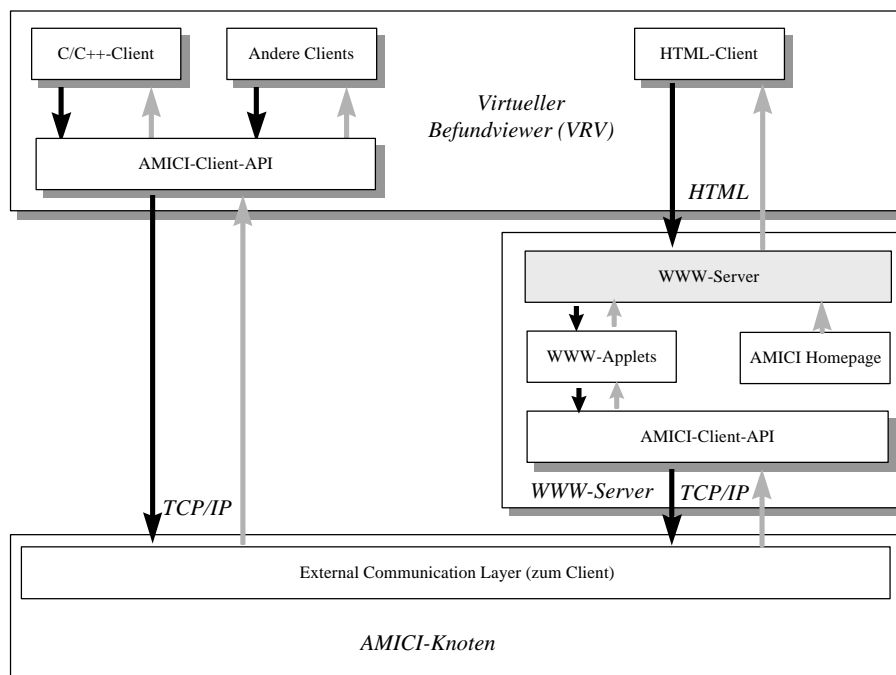 C/C++-Client
Andere Clients
HTML-Client
Virtueller
Befundviewer (VRV)
AMICI-Client-API
HTML
WWW-Server
WWW-Applets
AMICI Homepage
AMICI-Client-API
WWW-Server
TCP/IP
TCP/IP
External Communication Layer (zum Client)
AMICI-Knoten